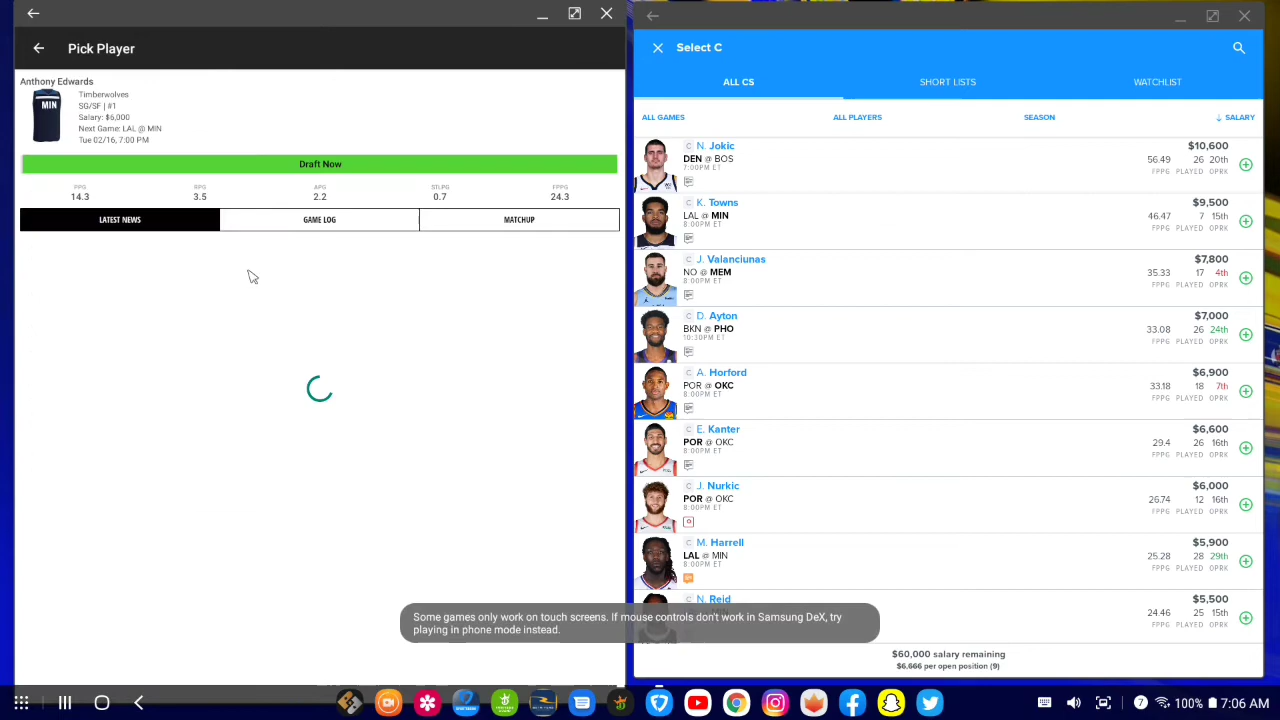 Pick Player
Anthony Edwards
MIN
Timberwolves
SG/SF | #1
Salary: $6,000
Next Game: LAL @ MIN
Tue 02/16, 7:00 PM
Draft Now
PPG RPG APG STLPG FPPG
14.3 3.5 2.2 0.7 24.3
LATEST NEWS GAME LOG MATCHUP
Select C
ALL CS SHORT LISTS WATCHLIST
ALL GAMES ALL PLAYERS SEASON ↓ SALARY
C N. Jokic $10,600
DEN @ BOS 56.49 26 20th
7:00PM ET FPPG PLAYED OPRK
C K. Towns $9,500
LAL @ MIN 46.47 7 15th
8:00PM ET FPPG PLAYED OPRK
C J. Valanciunas $7,800
NO @ MEM 35.33 17 4th
8:00PM ET FPPG PLAYED OPRK
C D. Ayton $7,000
BKN @ PHO 33.08 26 24th
10:30PM ET FPPG PLAYED OPRK
C A. Horford $6,900
POR @ OKC 33.18 18 7th
8:00PM ET FPPG PLAYED OPRK
C E. Kanter $6,600
POR @ OKC 29.4 26 16th
8:00PM ET FPPG PLAYED OPRK
C J. Nurkic $6,000
POR @ OKC 26.74 12 16th
8:00PM ET FPPG PLAYED OPRK
C M. Harrell $5,900
LAL @ MIN 25.28 28 29th
8:00PM ET FPPG PLAYED OPRK
C N. Reid $5,500
24.46 15 15th
FPPG PLAYED OPRK
Some games only work on touch screens. If mouse controls don't work in Samsung DeX, try
playing in phone mode instead.
$60,000 salary remaining
$6,666 per open position (9)
7 100% 7:06 AM